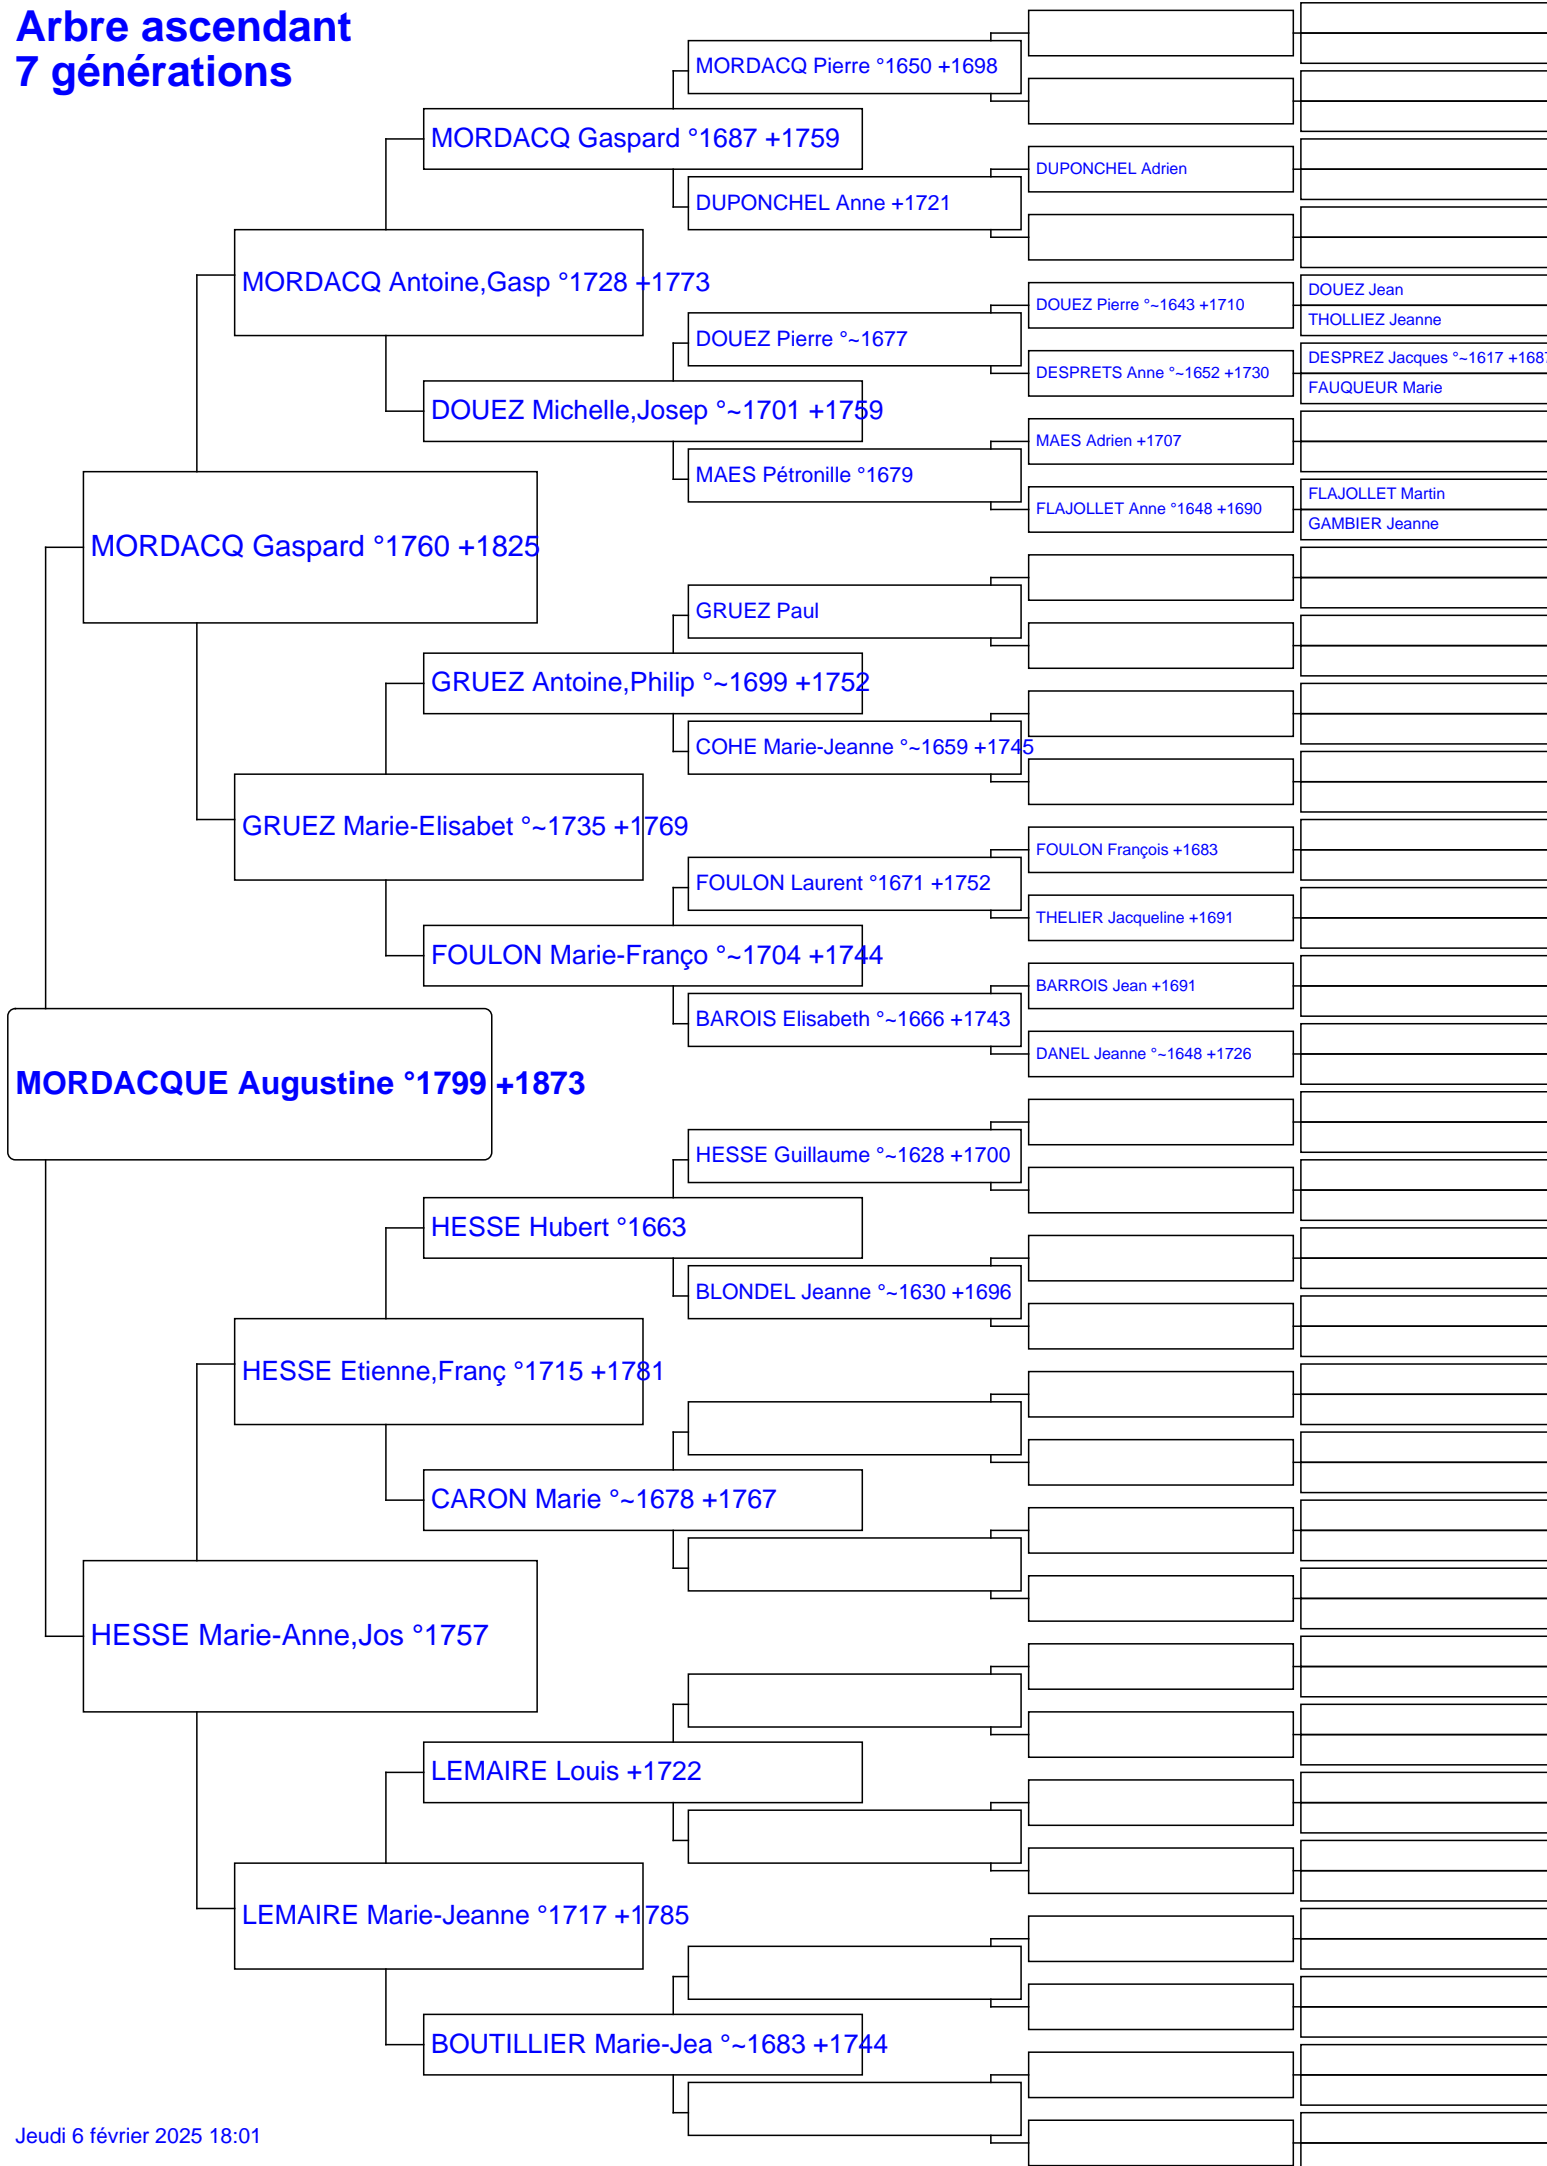 Arbre ascendant
7 générations
MORDACQ Pierre °1650 +1698
MORDACQ Gaspard °1687 +1759
DUPONCHEL Adrien
DUPONCHEL Anne +1721
MORDACQ Antoine,Gasp °1728 +1773
DOUEZ Jean
DOUEZ Pierre °~1643 +1710
THOLLIEZ Jeanne
DOUEZ Pierre °~1677
DESPREZ Jacques °~1617 +1687
DESPRETS Anne °~1652 +1730
FAUQUEUR Marie
DOUEZ Michelle,Josep °~1701 +1759
MAES Adrien +1707
MAES Pétronille °1679
FLAJOLLET Martin
FLAJOLLET Anne °1648 +1690
GAMBIER Jeanne
MORDACQ Gaspard °1760 +1825
GRUEZ Paul
GRUEZ Antoine,Philip °~1699 +1752
COHE Marie-Jeanne °~1659 +1745
GRUEZ Marie-Elisabet °~1735 +1769
FOULON François +1683
FOULON Laurent °1671 +1752
THELIER Jacqueline +1691
FOULON Marie-Franço °~1704 +1744
BARROIS Jean +1691
BAROIS Elisabeth °~1666 +1743
DANEL Jeanne °~1648 +1726
MORDACQUE Augustine °1799 +1873
HESSE Guillaume °~1628 +1700
HESSE Hubert °1663
BLONDEL Jeanne °~1630 +1696
HESSE Etienne,Franç °1715 +1781
CARON Marie °~1678 +1767
HESSE Marie-Anne,Jos °1757
LEMAIRE Louis +1722
LEMAIRE Marie-Jeanne °1717 +1785
BOUTILLIER Marie-Jea °~1683 +1744
Jeudi 6 février 2025 18:01